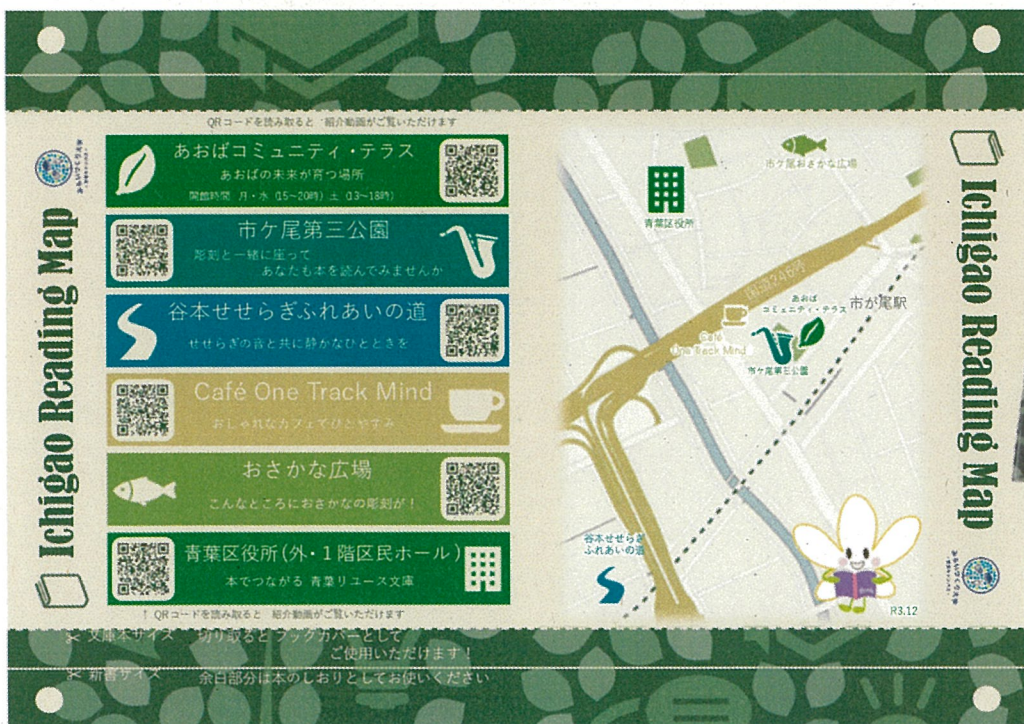 QRコードを読み取ると 紹介動画がご覧いただけます
あおばコミュニティ・テラス
あおばの未来が育つ場所
開館時間 月・水（15～20時）土（13～18時）
市ケ尾第三公園
彫刻と一緒に座って
あなたも本を読んでみませんか
谷本せせらぎふれあいの道
せせらぎの音と共に静かなひとときを
Café One Track Mind
おしゃれなカフェでひとやすみ
おさかな広場
こんなところにおさかなの彫刻が！
青葉区役所(外・1階区民ホール)
本でつながる 青葉リユース文庫
↑ QRコードを読み取ると 紹介動画がご覧いただけます
文庫本サイズ 切り取るとブックカバーとして
ご使用いただけます！
新書サイズ 余白部分は本のしおりとしてお使いください
Ichigao Reading Map
市ケ尾おさかな広場
青葉区役所
国道246号
あおば
コミュニティ・テラス
市が尾駅
Café
One Track Mind
市ケ尾第三公園
谷本せせらぎ
ふれあいの道
R3.12
Ichigao Reading Map